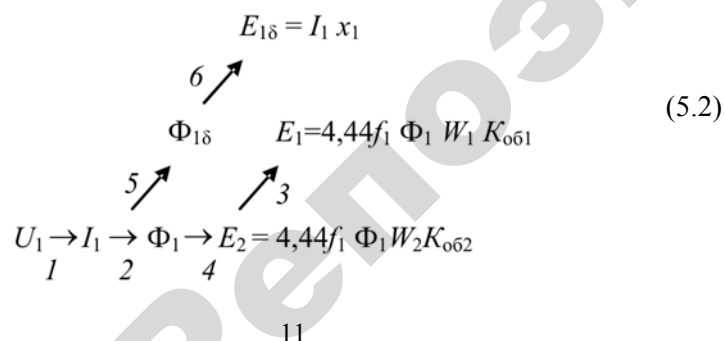 E₁δ = I₁ x₁
6
(5.2)
Φ₁δ E₁=4,44f₁ Φ₁ W₁ Kоб1
5 3
U₁ → I₁ → Φ₁ → E₂ = 4,44f₁ Φ₁W₂Kоб2
1 2 4
11
Репоз